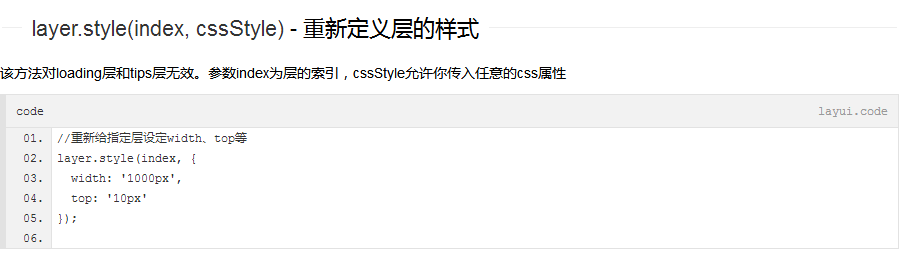 layer.style(index, cssStyle) - 重新定义层的样式
该方法对loading层和tips层无效。参数index为层的索引，cssStyle允许你传入任意的css属性
code layui.code
01. //重新给指定层设定width、top等
02. layer.style(index, {
03.   width: '1000px',
04.   top: '10px'
05. });
06.